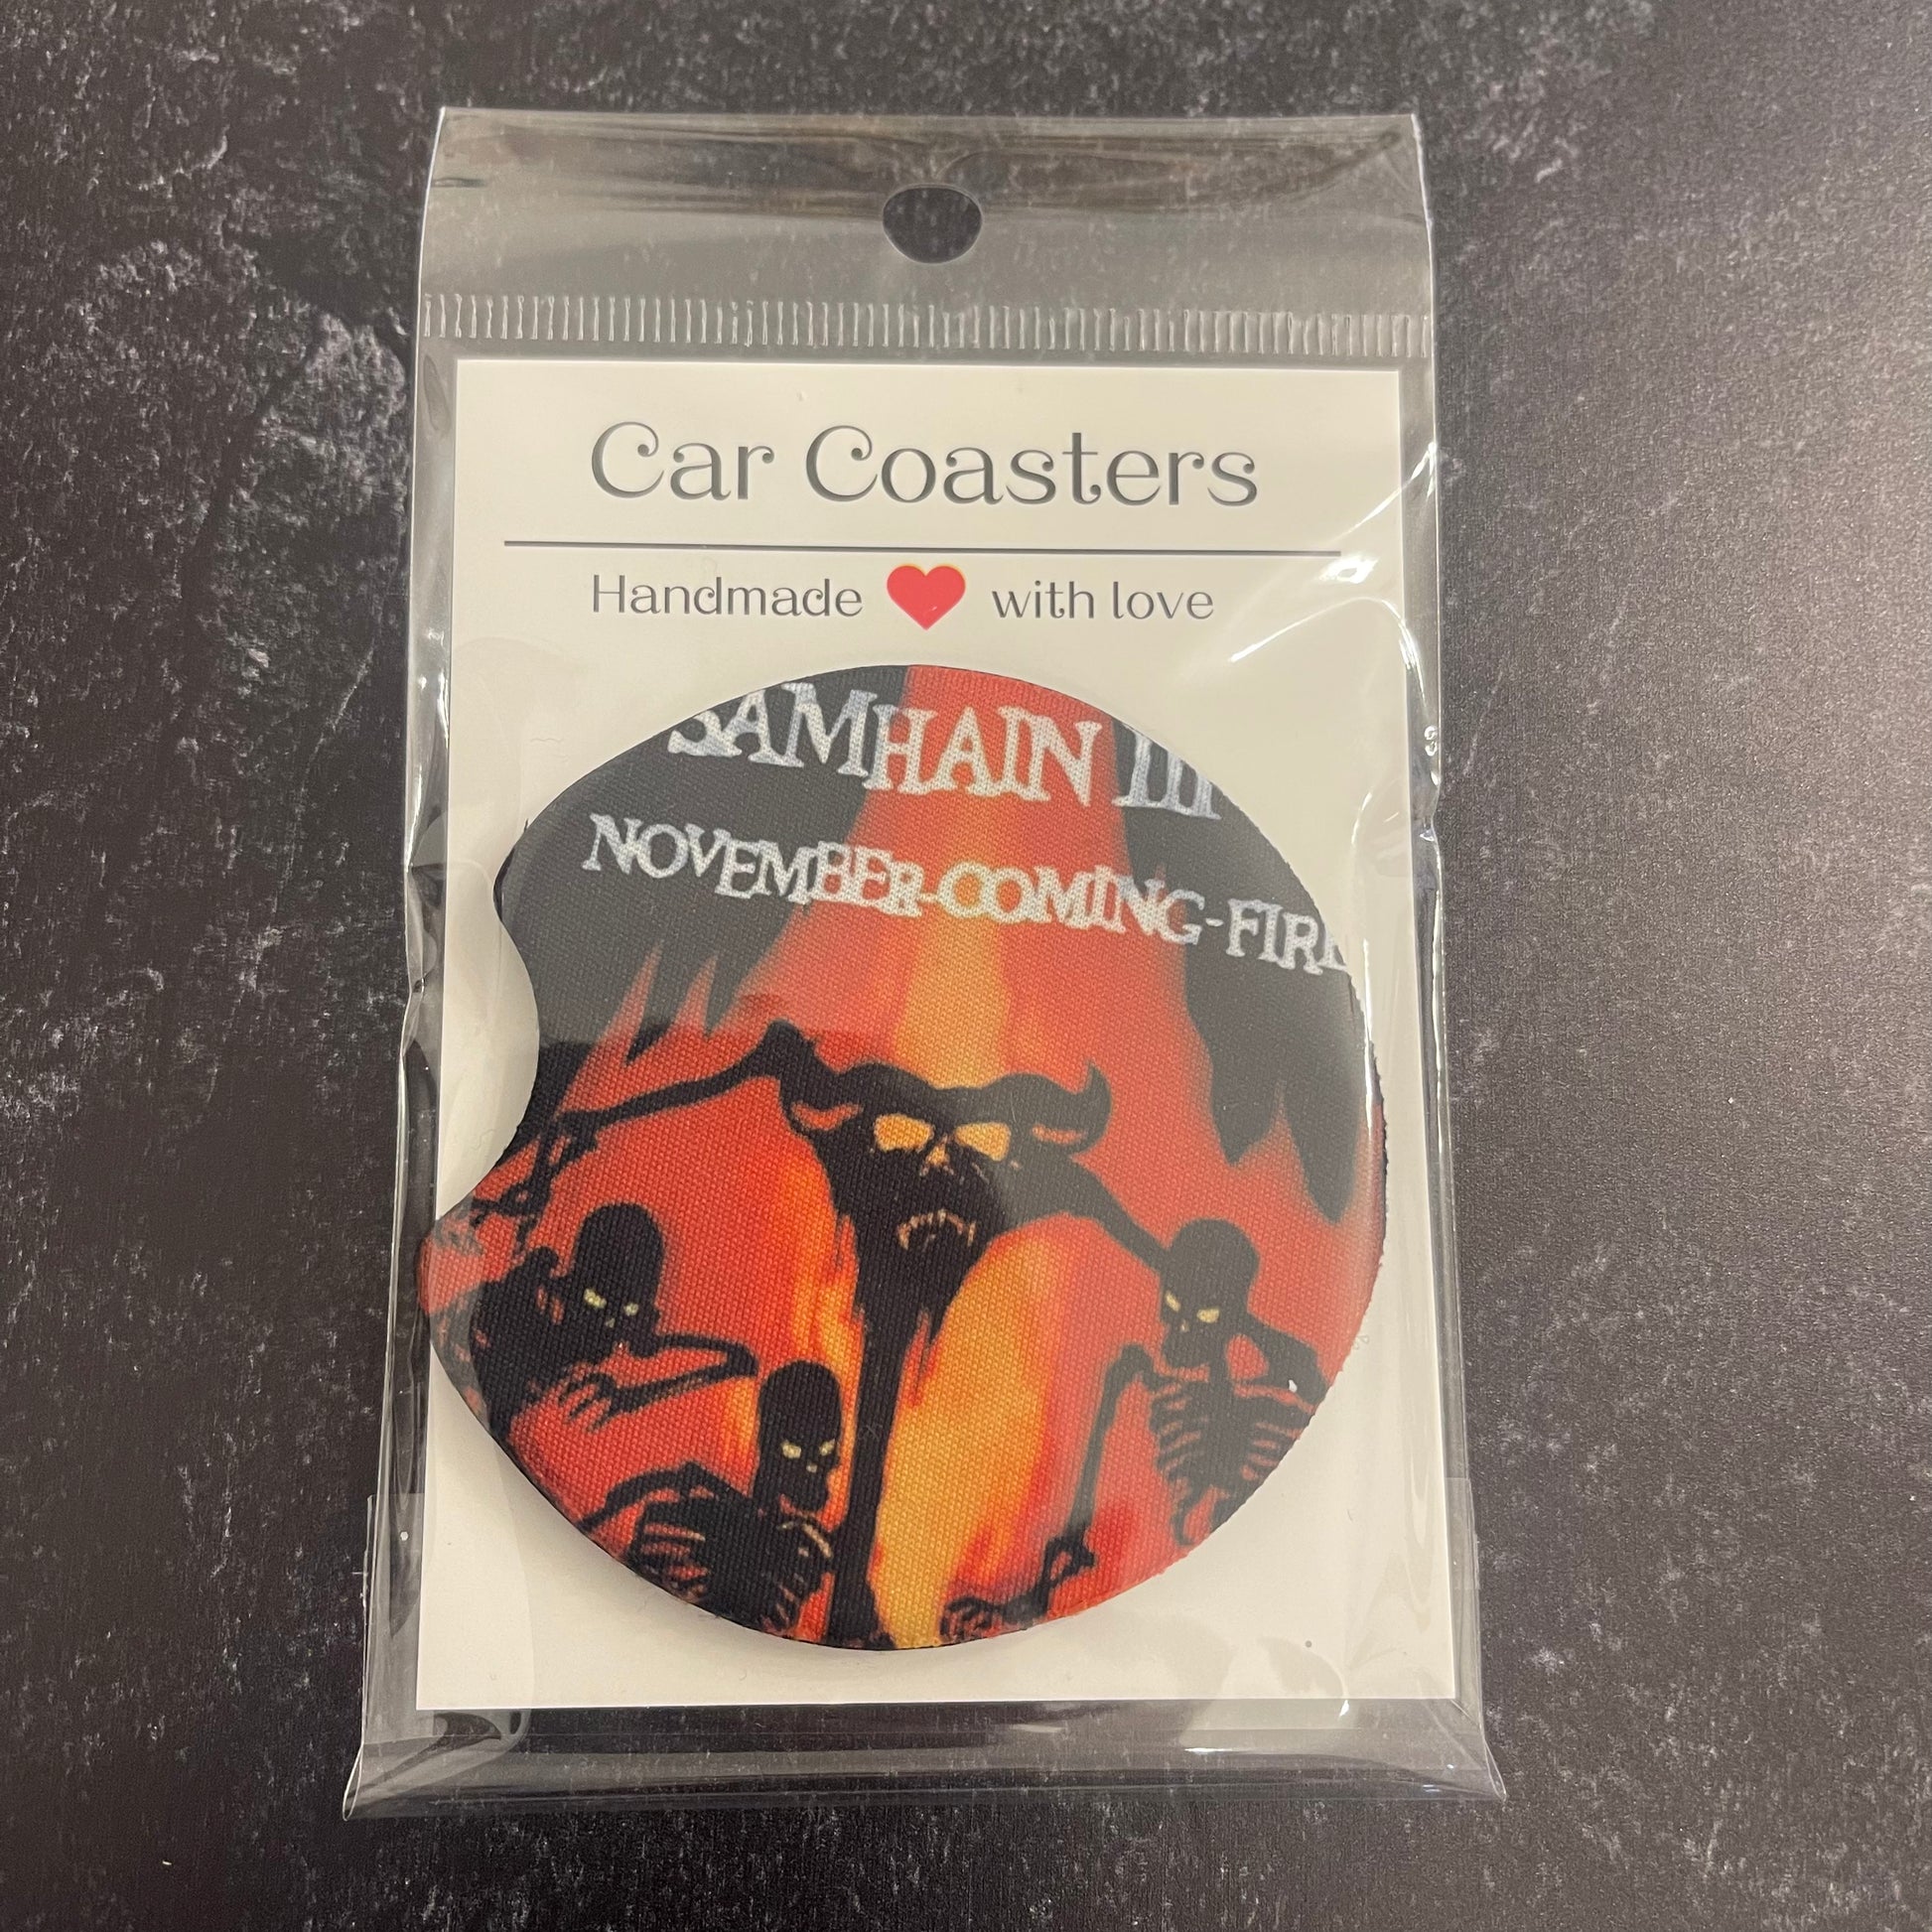 Car Coasters
Handmade with love
SAMHAIN III
NOVEMBER-COMING-FIRE